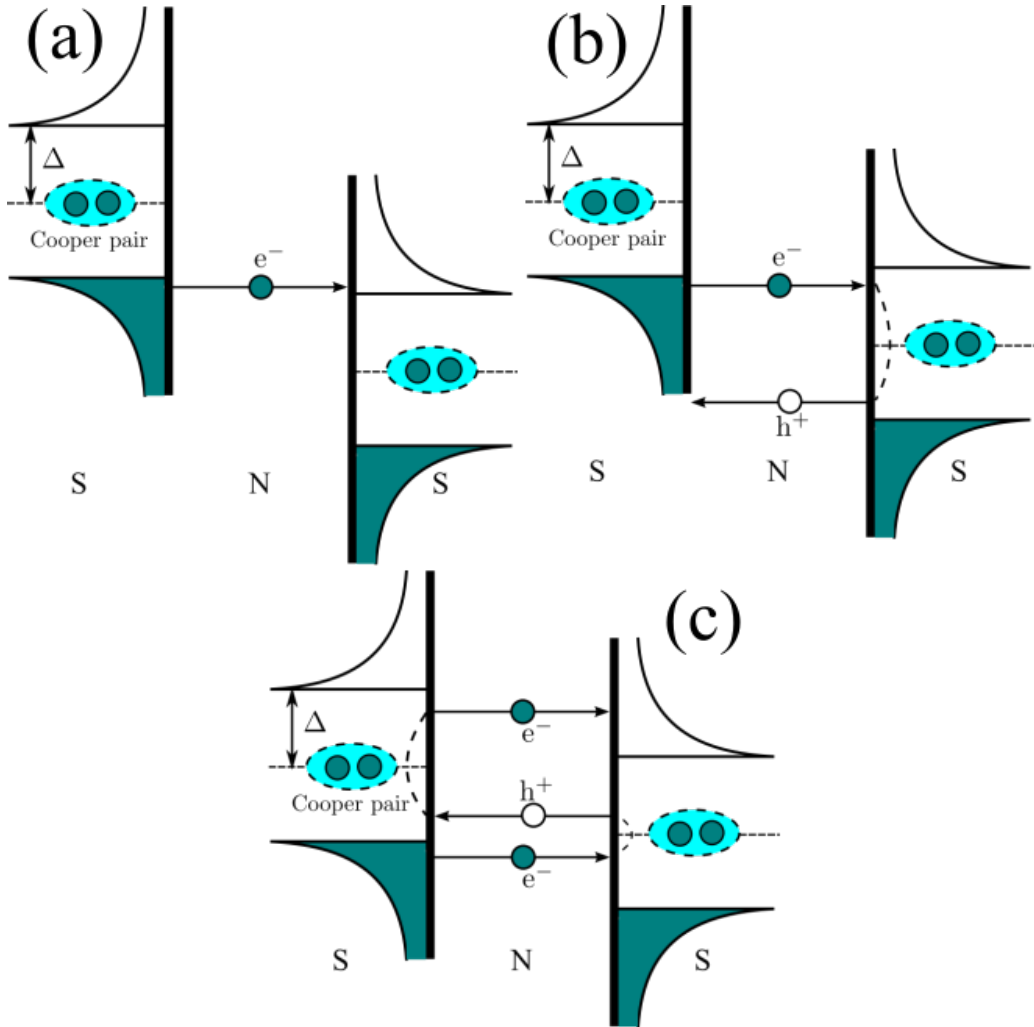 (a)
Δ
Cooper pair
e⁻
S
N
S
(b)
Δ
Cooper pair
e⁻
h⁺
S
N
S
(c)
Δ
Cooper pair
e⁻
h⁺
e⁻
S
N
S